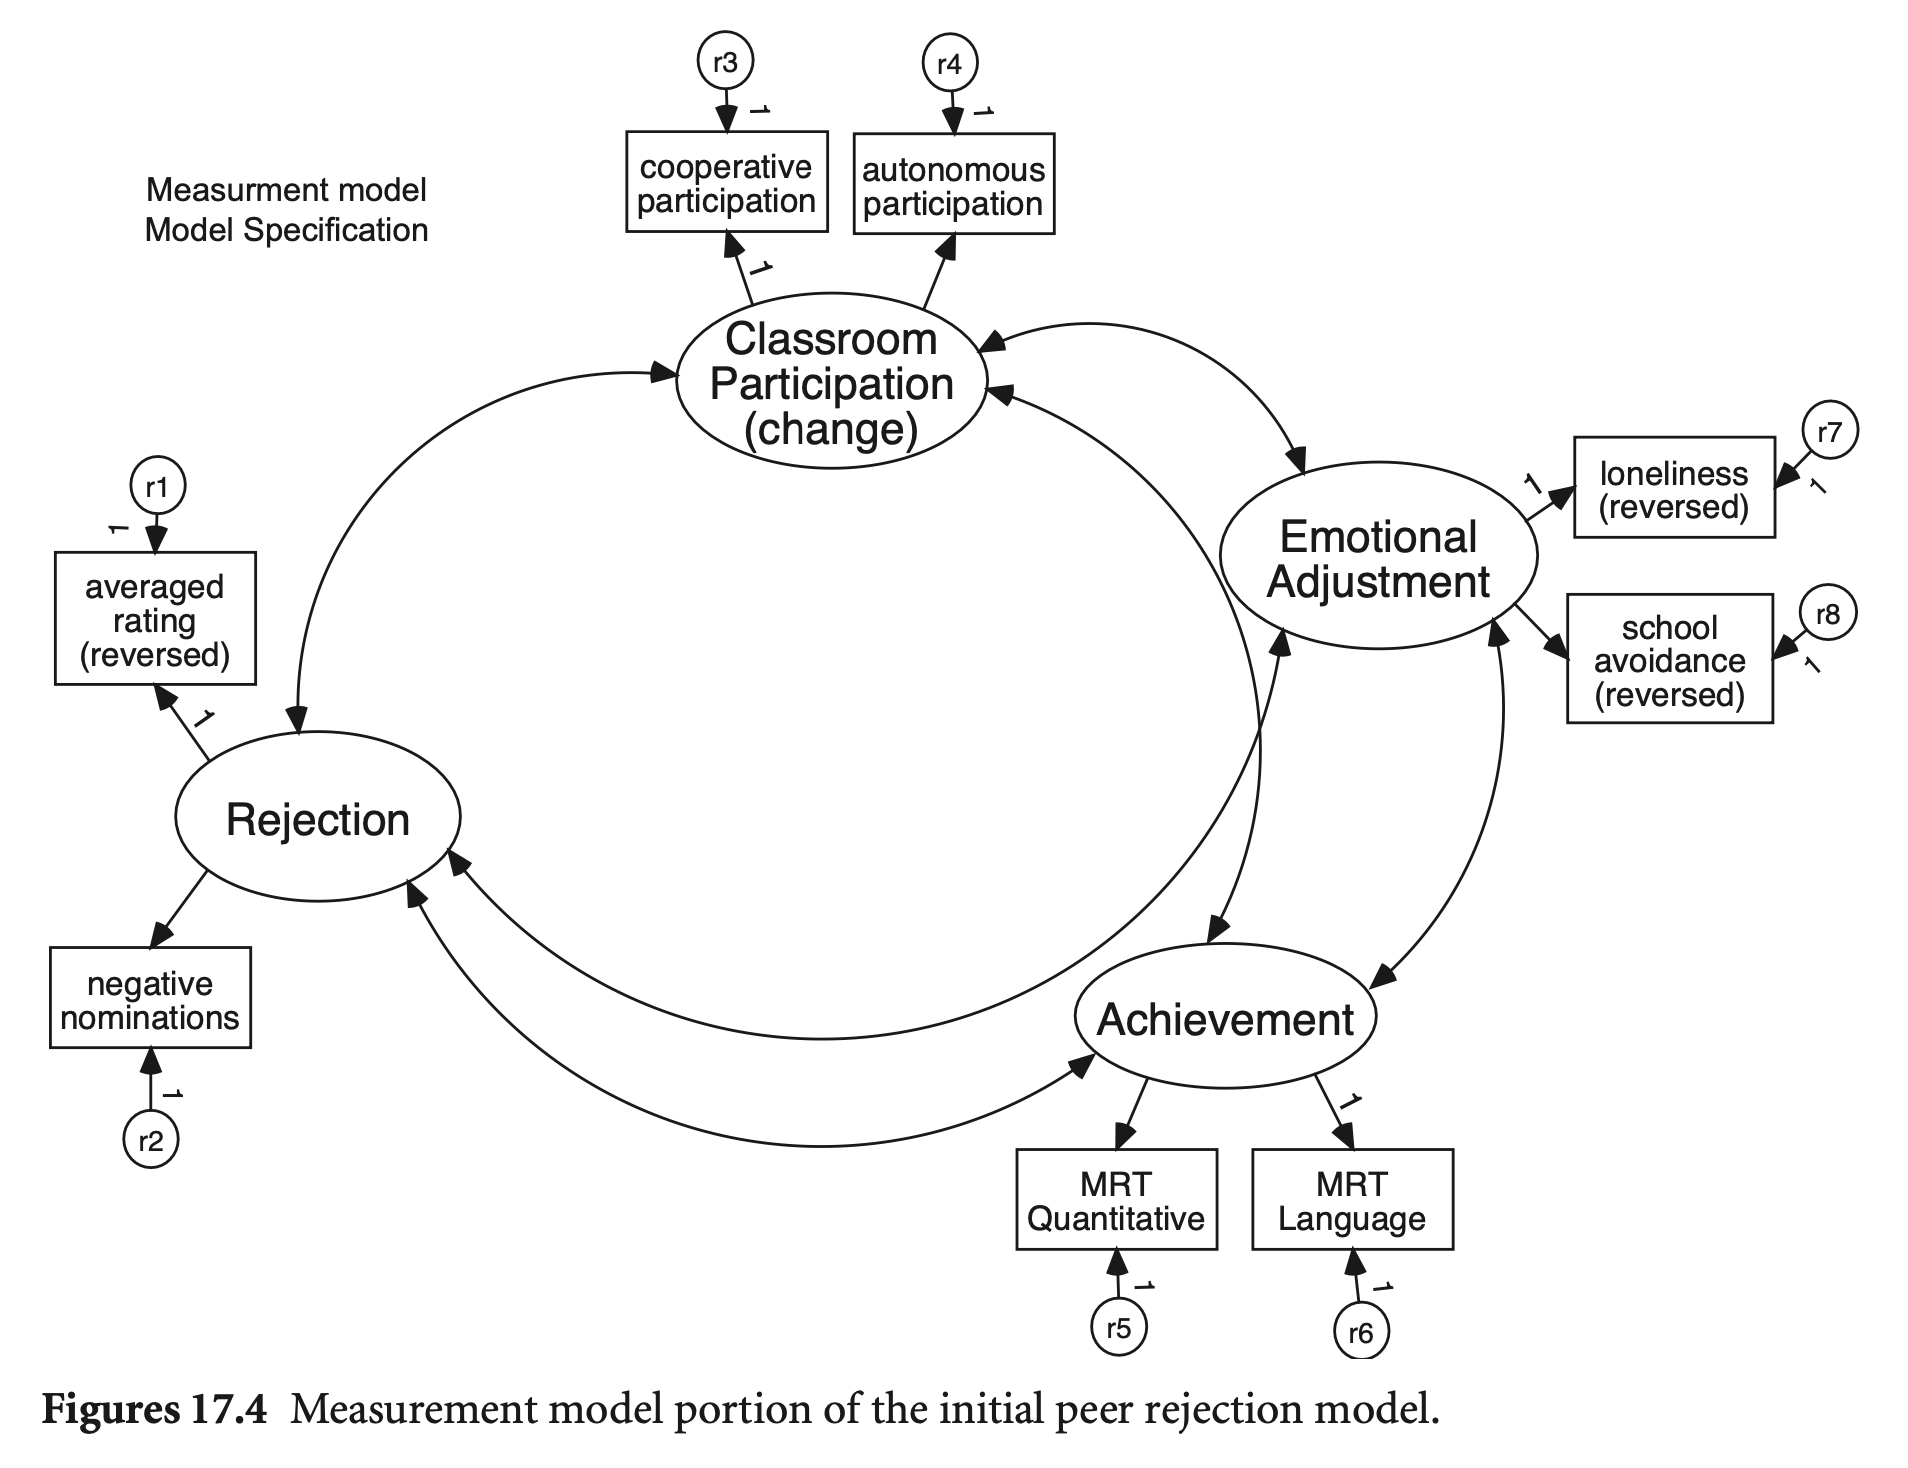 r3
r4
1
1
cooperative
participation
autonomous
participation
Measurment model
Model Specification
1
Classroom
Participation
(change)
r7
loneliness
(reversed)
1
1
r1
1
averaged
rating
(reversed)
Emotional
Adjustment
school
avoidance
(reversed)
r8
1
1
Rejection
negative
nominations
1
r2
Achievement
1
MRT
Quantitative
MRT
Language
1
1
r5
r6
Figures 17.4 Measurement model portion of the initial peer rejection model.